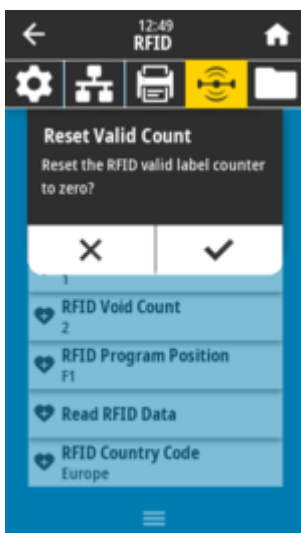 12:49
RFID
Reset Valid Count
Reset the RFID valid label counter
to zero?
1
RFID Void Count
2
RFID Program Position
F1
Read RFID Data
RFID Country Code
Europe